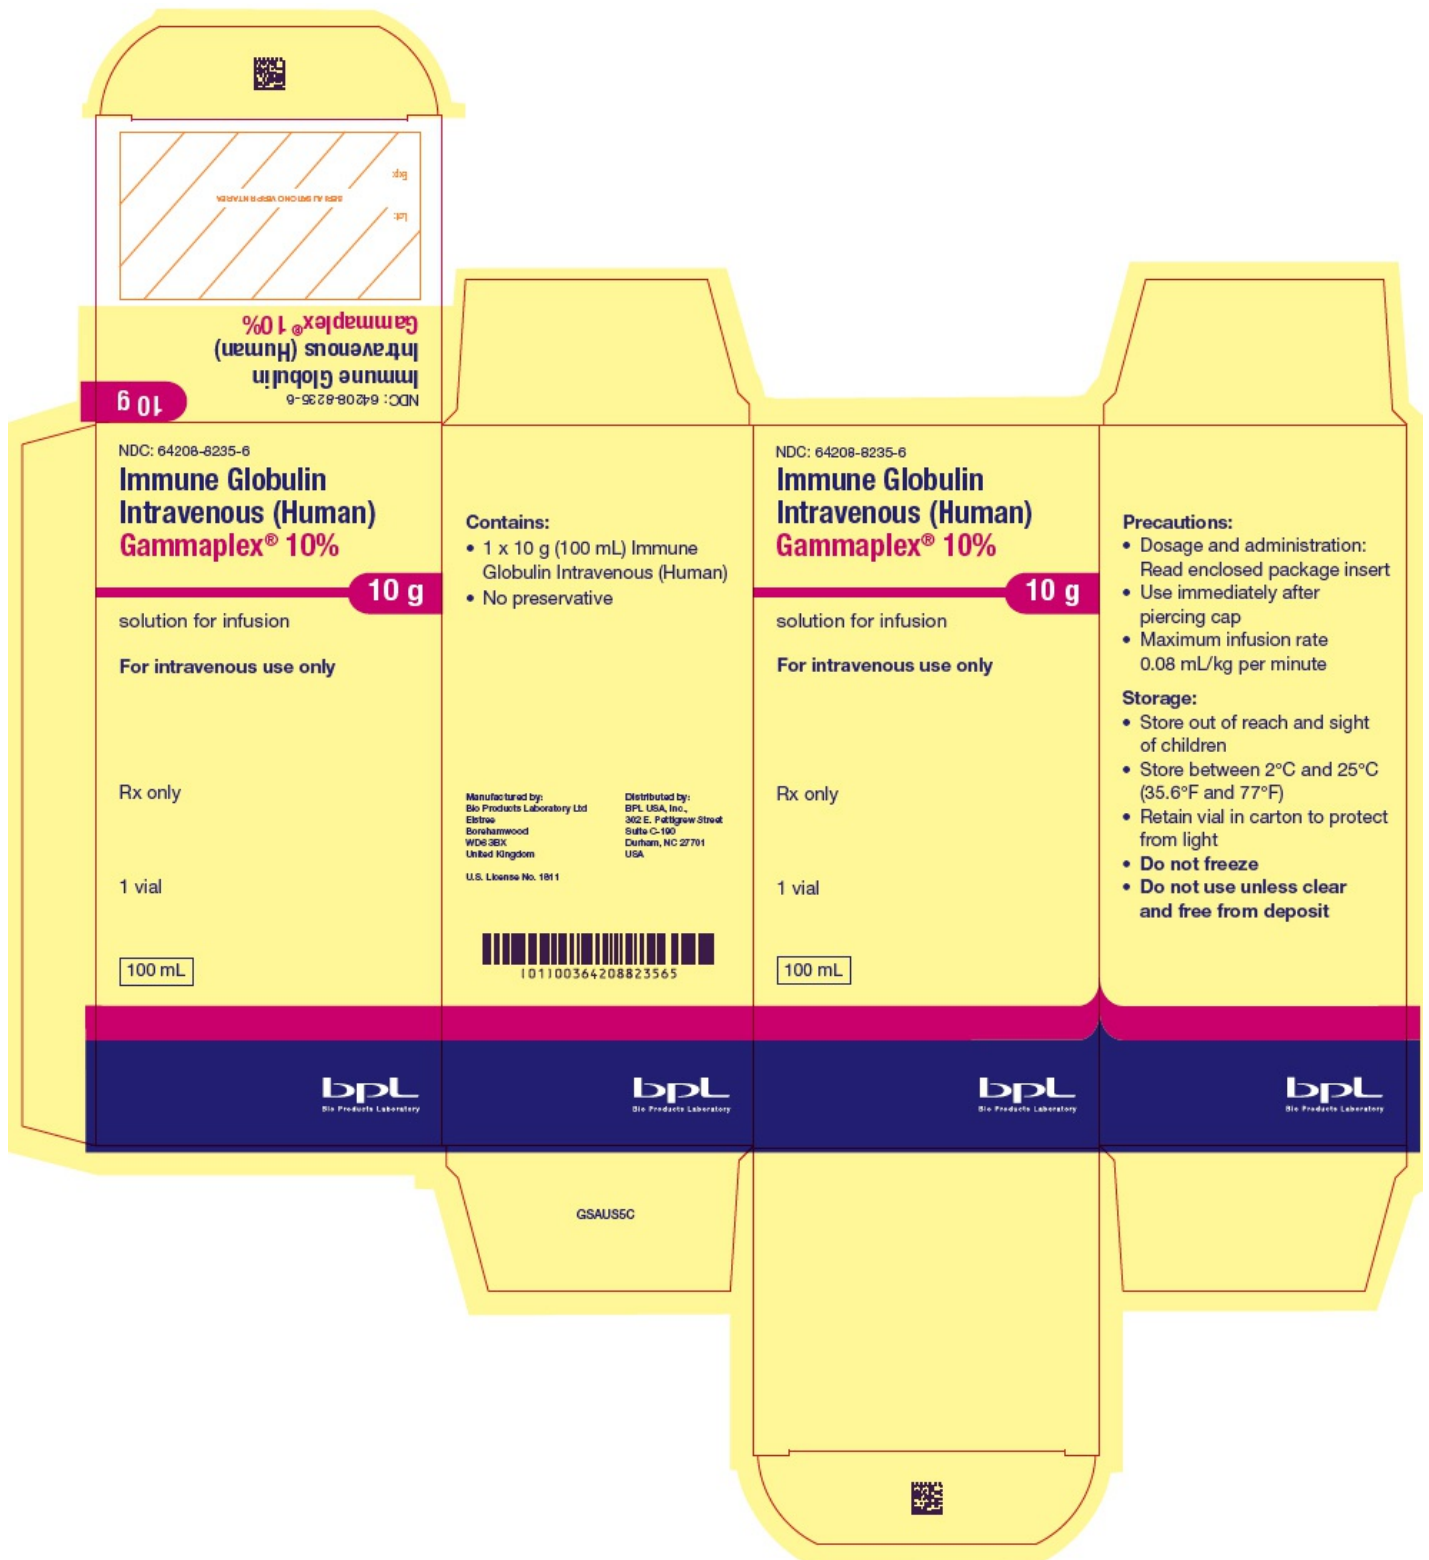 Exp:
SERIALISATION OVERPRINT AREA
Lot:
NDC: 64208-8235-6
Immune Globulin
Intravenous (Human)
Gammaplex® 10%
10 g
NDC: 64208-8235-6
Immune Globulin
Intravenous (Human)
Gammaplex® 10%
10 g
solution for infusion
For intravenous use only
Rx only
1 vial
100 mL
bpL
Bio Products Laboratory
Contains:
• 1 x 10 g (100 mL) Immune
Globulin Intravenous (Human)
• No preservative
Manufactured by:
Bio Products Laboratory Ltd
Elstree
Borehamwood
WD6 3BX
United Kingdom
U.S. License No. 1811
Distributed by:
BPL USA, Inc.,
302 E. Pettigrew Street
Suite C-190
Durham, NC 27701
USA
(01)00364208823565
bpL
Bio Products Laboratory
GSAUS5C
NDC: 64208-8235-6
Immune Globulin
Intravenous (Human)
Gammaplex® 10%
10 g
solution for infusion
For intravenous use only
Rx only
1 vial
100 mL
bpL
Bio Products Laboratory
Precautions:
• Dosage and administration:
Read enclosed package insert
• Use immediately after
piercing cap
• Maximum infusion rate
0.08 mL/kg per minute
Storage:
• Store out of reach and sight
of children
• Store between 2°C and 25°C
(35.6°F and 77°F)
• Retain vial in carton to protect
from light
• Do not freeze
• Do not use unless clear
and free from deposit
bpL
Bio Products Laboratory